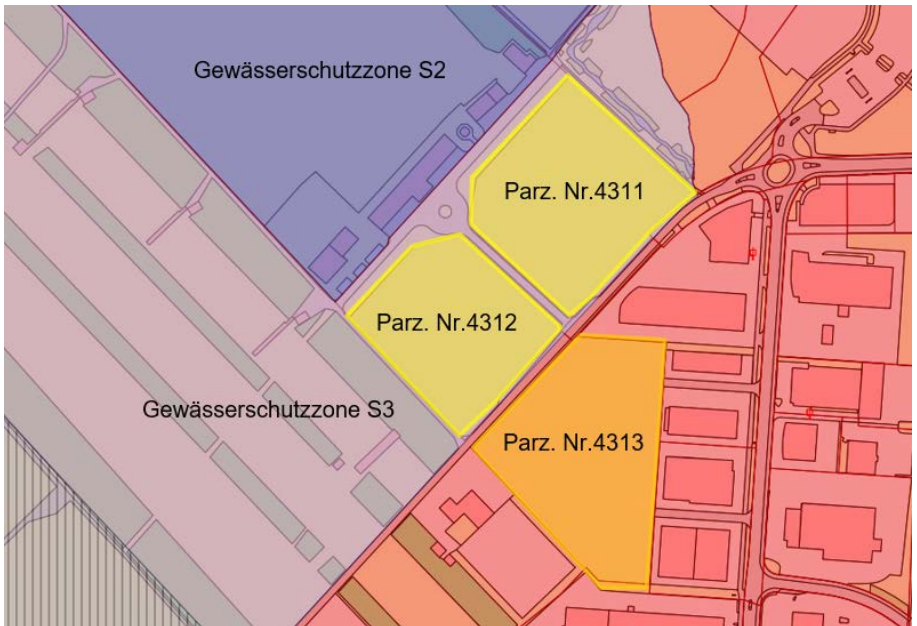 Gewässerschutzzone S2
Parz. Nr.4311
Parz. Nr.4312
Gewässerschutzzone S3
Parz. Nr.4313